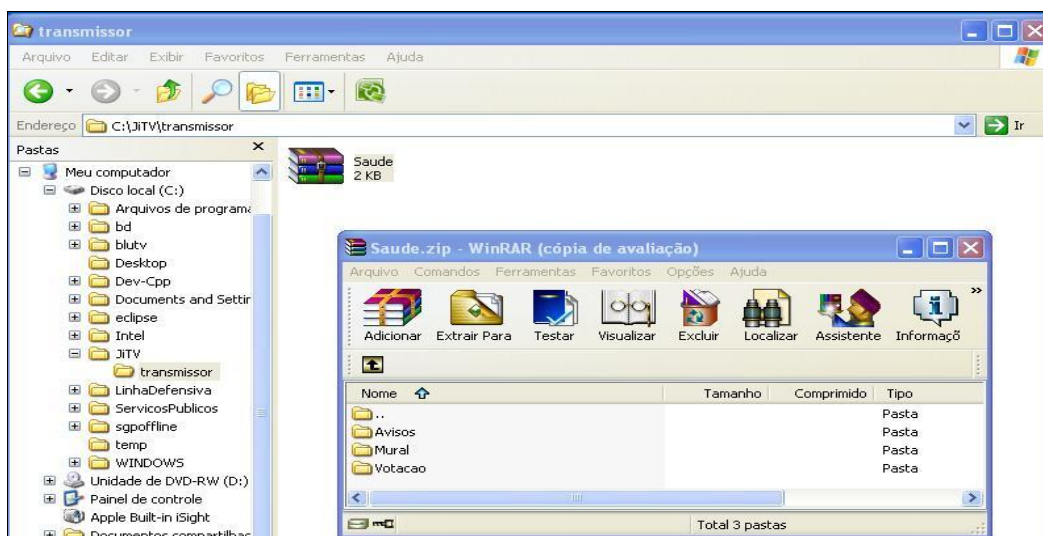 transmissor
Arquivo Editar Exibir Favoritos Ferramentas Ajuda
Endereço C:\JiTV\transmissor Ir
Pastas
Meu computador
Disco local (C:)
Arquivos de programa
bd
blutv
Desktop
Dev-Cpp
Documents and Settir
eclipse
Intel
JiTV
transmissor
LinhaDefensiva
ServicosPublicos
sgpoffline
temp
WINDOWS
Unidade de DVD-RW (D:)
Painel de controle
Apple Built-in iSight
Documentos compartilhac
Saude
2 KB
Saude.zip - WinRAR (cópia de avaliação)
Arquivo Comandos Ferramentas Favoritos Opções Ajuda
Adicionar Extrair Para Testar Visualizar Excluir Localizar Assistente Informaçõ
Nome Tamanho Comprimido Tipo
.. Pasta
Avisos Pasta
Mural Pasta
Votacao Pasta
Total 3 pastas